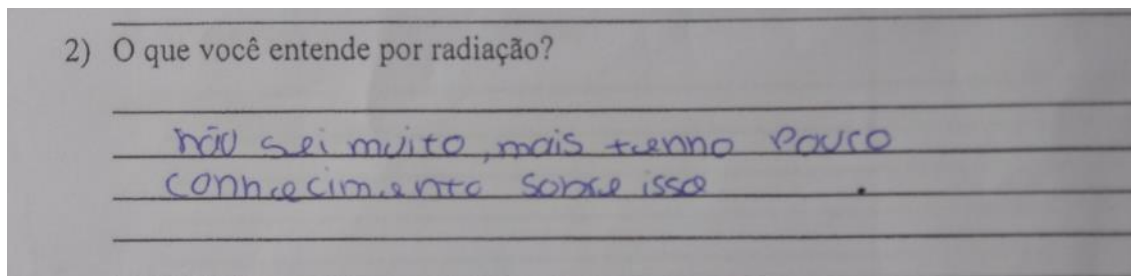 2) O que você entende por radiação?
não sei muito, mais tenho pouco
conhecimento sobre isso.